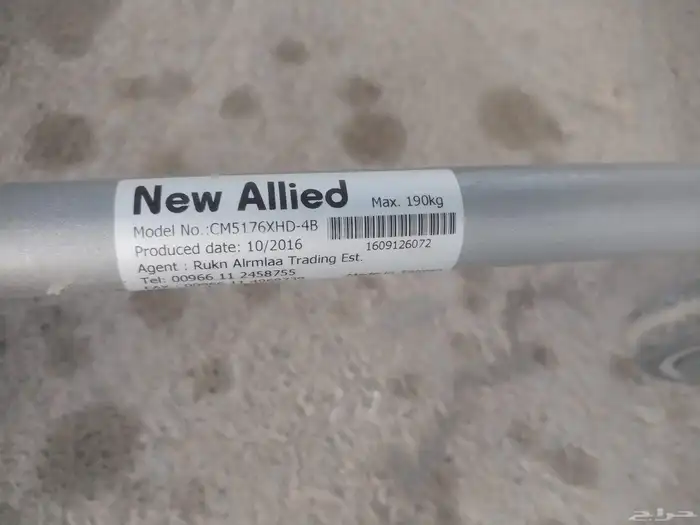 New Allied Max. 190kg
Model No.:CM5176XHD-4B
Produced date: 10/2016 1609126072
Agent : Rukn Alrmlaa Trading Est.
Tel: 00966 11 2458755
حراج